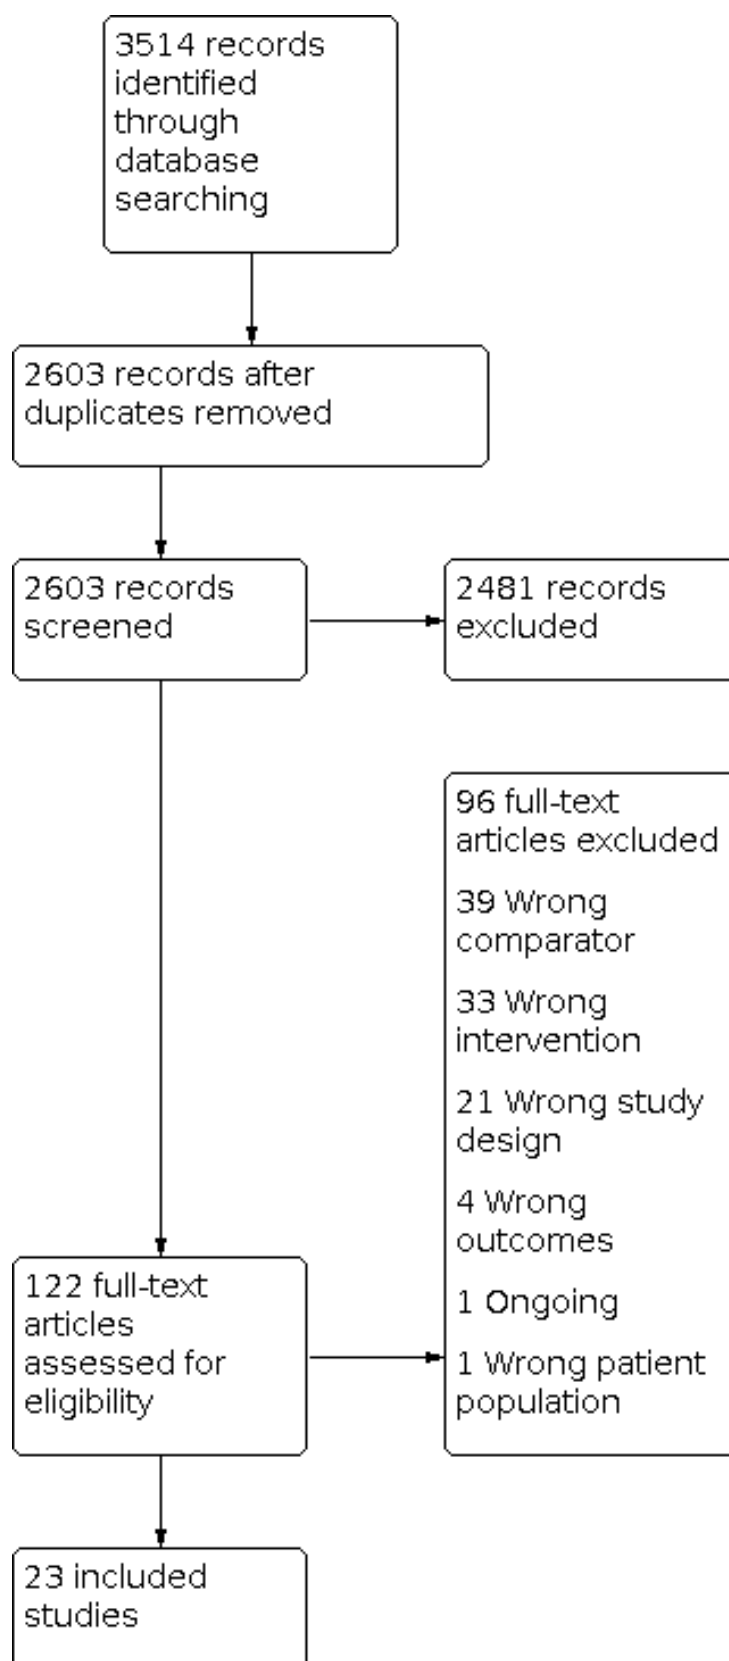 3514 records
identified
through
database
searching
2603 records after
duplicates removed
2603 records
screened
2481 records
excluded
96 full-text
articles excluded
39 Wrong
comparator
33 Wrong
intervention
21 Wrong study
design
4 Wrong
outcomes
1 Ongoing
1 Wrong patient
population
122 full-text
articles
assessed for
eligibility
23 included
studies